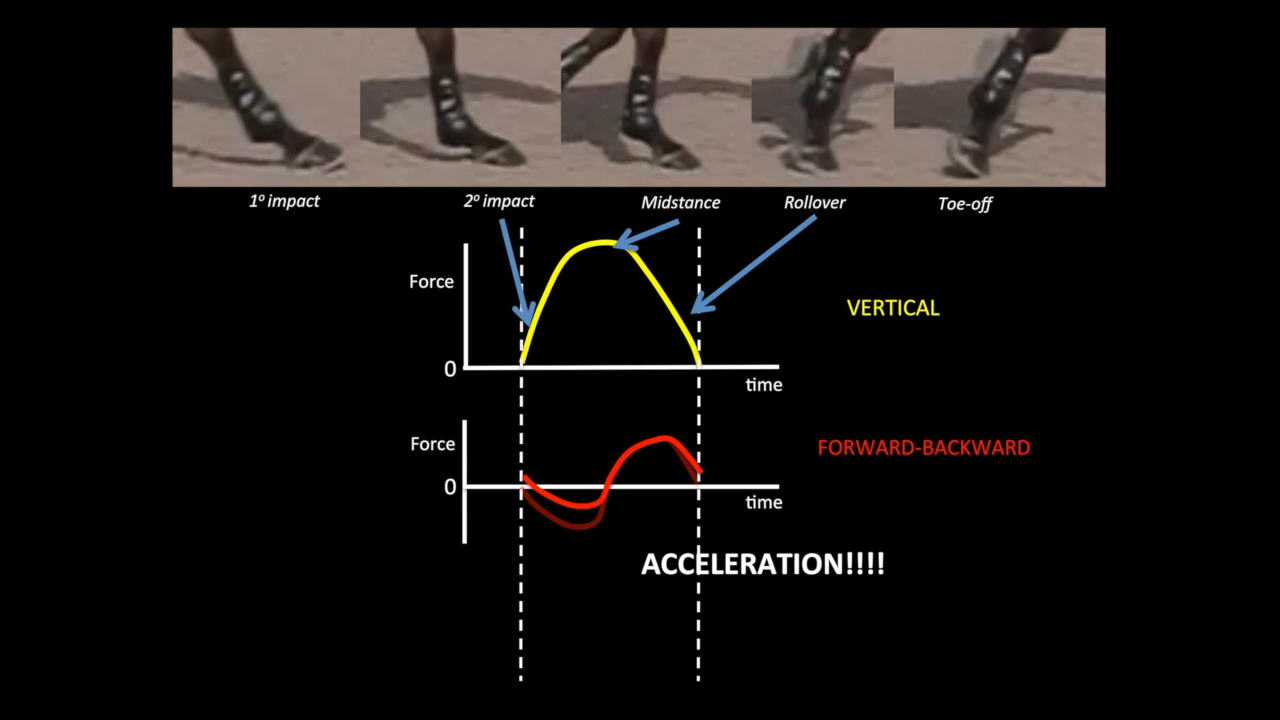 1º impact
2º impact
Midstance
Rollover
Toe-off
Force
VERTICAL
0
time
Force
FORWARD-BACKWARD
0
time
ACCELERATION!!!!